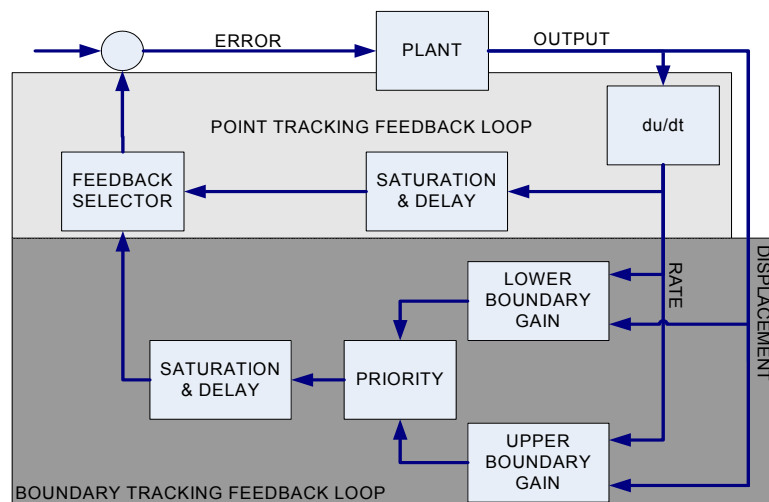 ERROR
PLANT
OUTPUT
POINT TRACKING FEEDBACK LOOP
du/dt
FEEDBACK
SELECTOR
SATURATION
& DELAY
RATE
DISPLACEMENT
LOWER
BOUNDARY
GAIN
SATURATION
& DELAY
PRIORITY
UPPER
BOUNDARY
GAIN
BOUNDARY TRACKING FEEDBACK LOOP